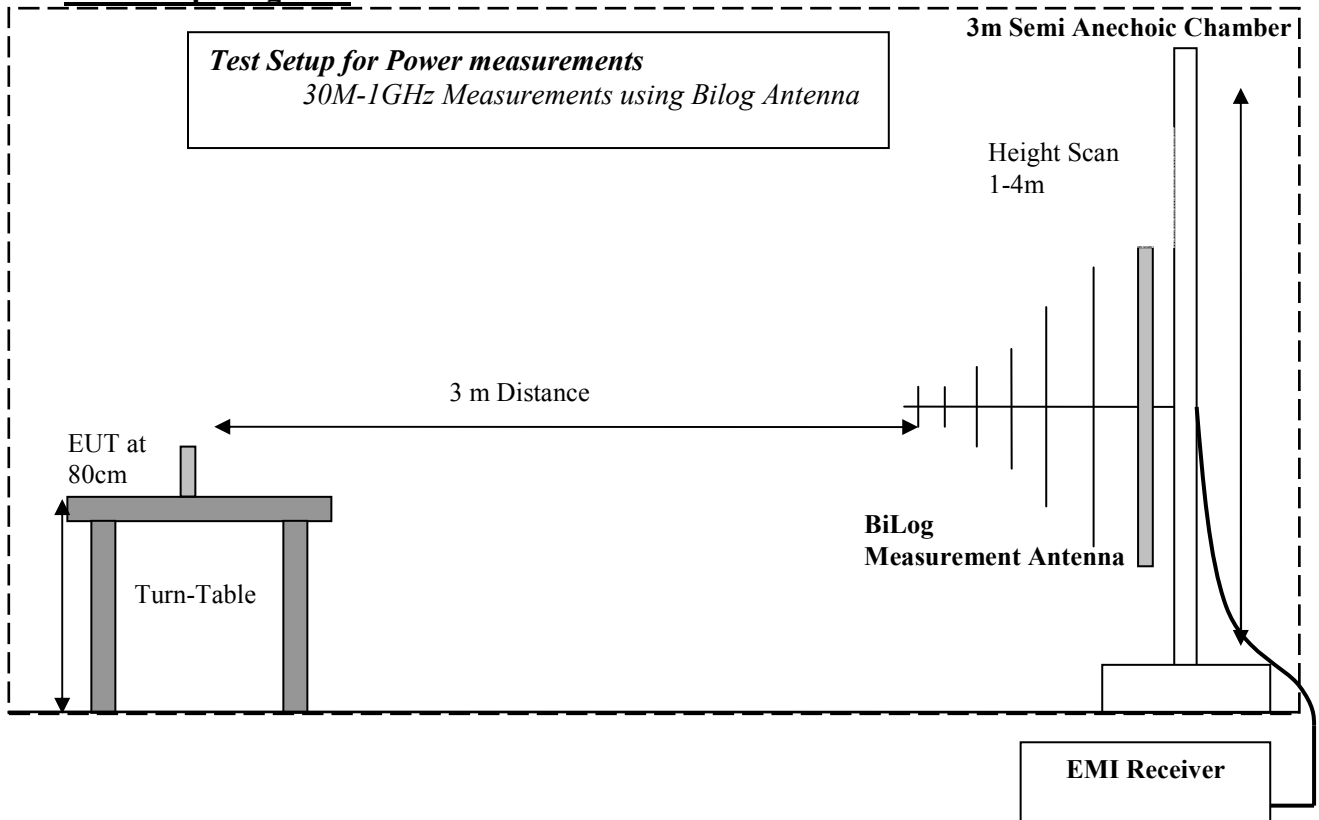 3m Semi Anechoic Chamber
Test Setup for Power measurements
30M-1GHz Measurements using Bilog Antenna
Height Scan
1-4m
3 m Distance
EUT at
80cm
BiLog
Measurement Antenna
Turn-Table
EMI Receiver